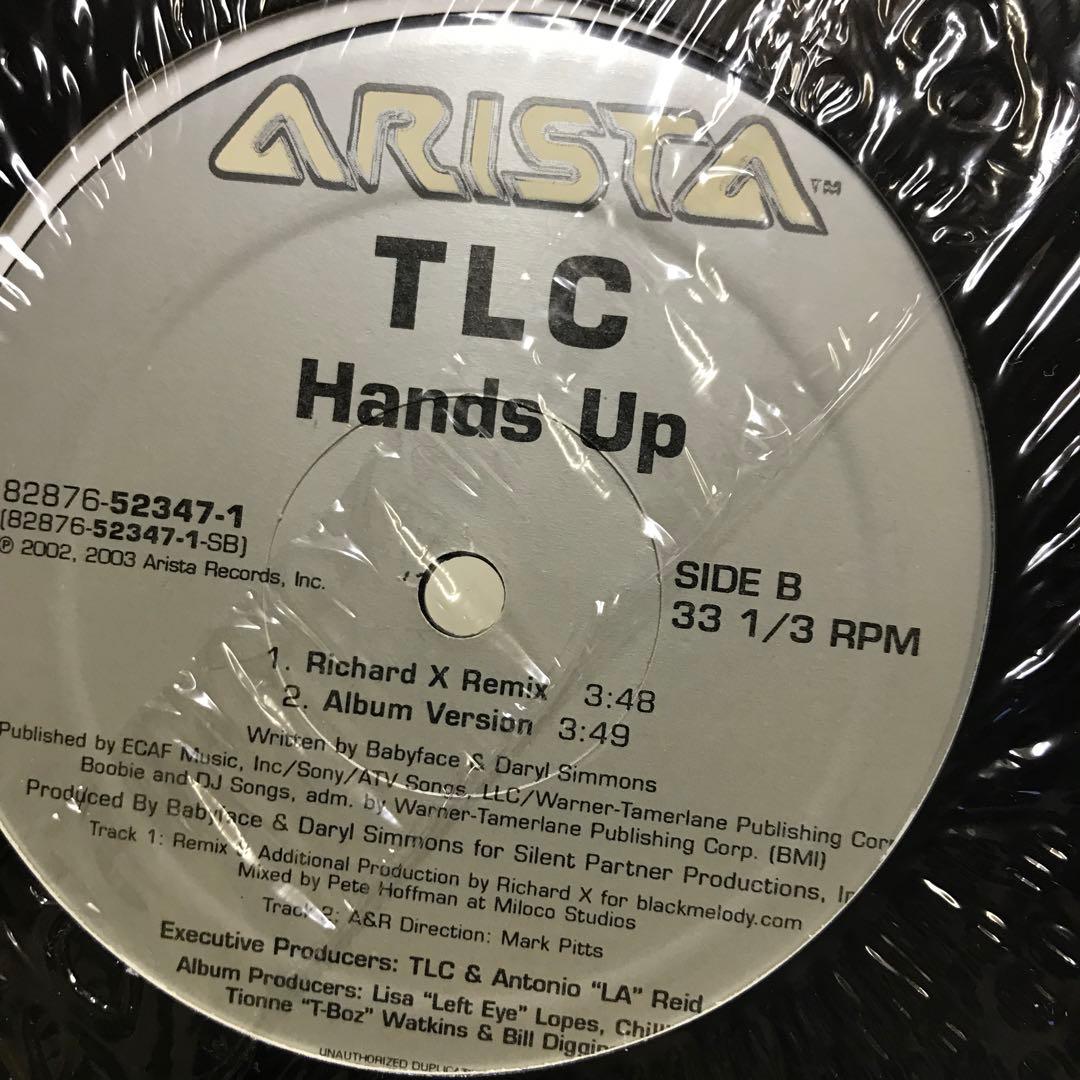 ARISTA™
TLC
Hands Up
82876-52347-1
(82876-52347-1-SB)
℗ 2002, 2003 Arista Records, Inc.
SIDE B
33 1/3 RPM
1. Richard X Remix 3:48
2. Album Version 3:49
Written by Babyface & Daryl Simmons
Published by ECAF Music, Inc/Sony/ATV Songs, LLC/Warner-Tamerlane Publishing Corp
Boobie and DJ Songs, adm. by Warner-Tamerlane Publishing Corp. (BMI)
Produced By Babyface & Daryl Simmons for Silent Partner Productions, In
Track 1: Remix & Additional Production by Richard X for blackmelody.com
Mixed by Pete Hoffman at Miloco Studios
Track 2: A&R Direction: Mark Pitts
Executive Producers: TLC & Antonio "LA" Reid
Album Producers: Lisa "Left Eye" Lopes, Chilli
Tionne "T-Boz" Watkins & Bill Diggin
UNAUTHORIZED